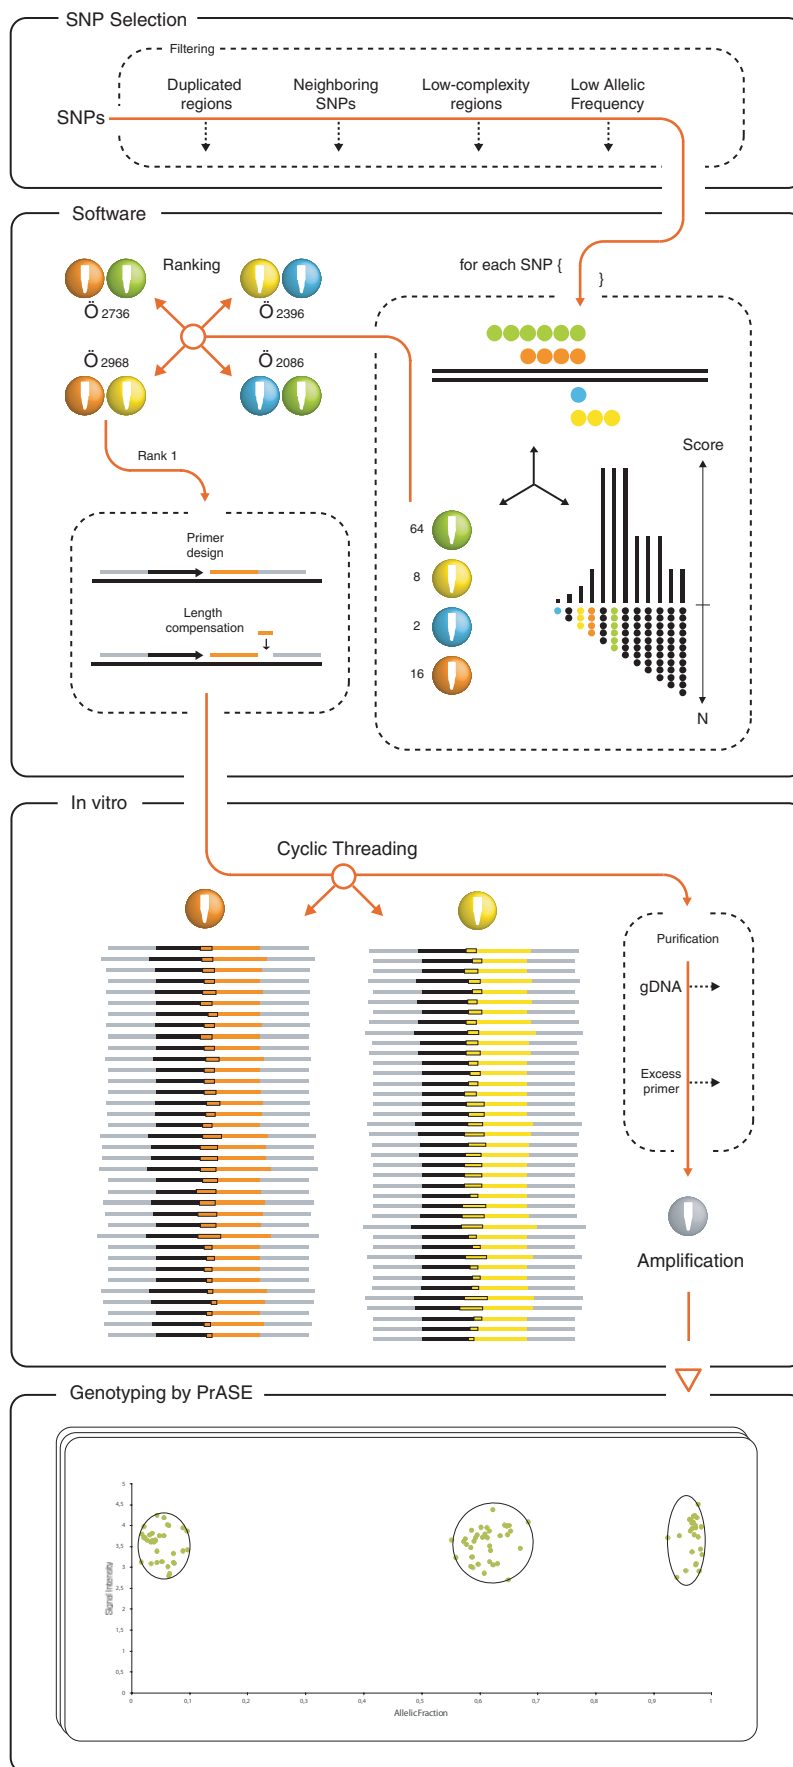 SNP Selection
Filtering
Duplicated
regions
Neighboring
SNPs
Low-complexity
regions
Low Allelic
Frequency
SNPs
Software
Ranking
for each SNP {
}
Ö 2736
Ö 2396
Ö 2968
Ö 2086
Rank 1
Score
64
8
2
16
N
Primer
design
Length
compensation
In vitro
Cyclic Threading
Purification
gDNA
Excess
primer
Amplification
Genotyping by PrASE
5
4,5
4
3,5
3
2,5
2
1,5
1
0,5
0
Signal Intensity
0 0,1 0,2 0,3 0,4 0,5 0,6 0,7 0,8 0,9 1
Allelic Fraction